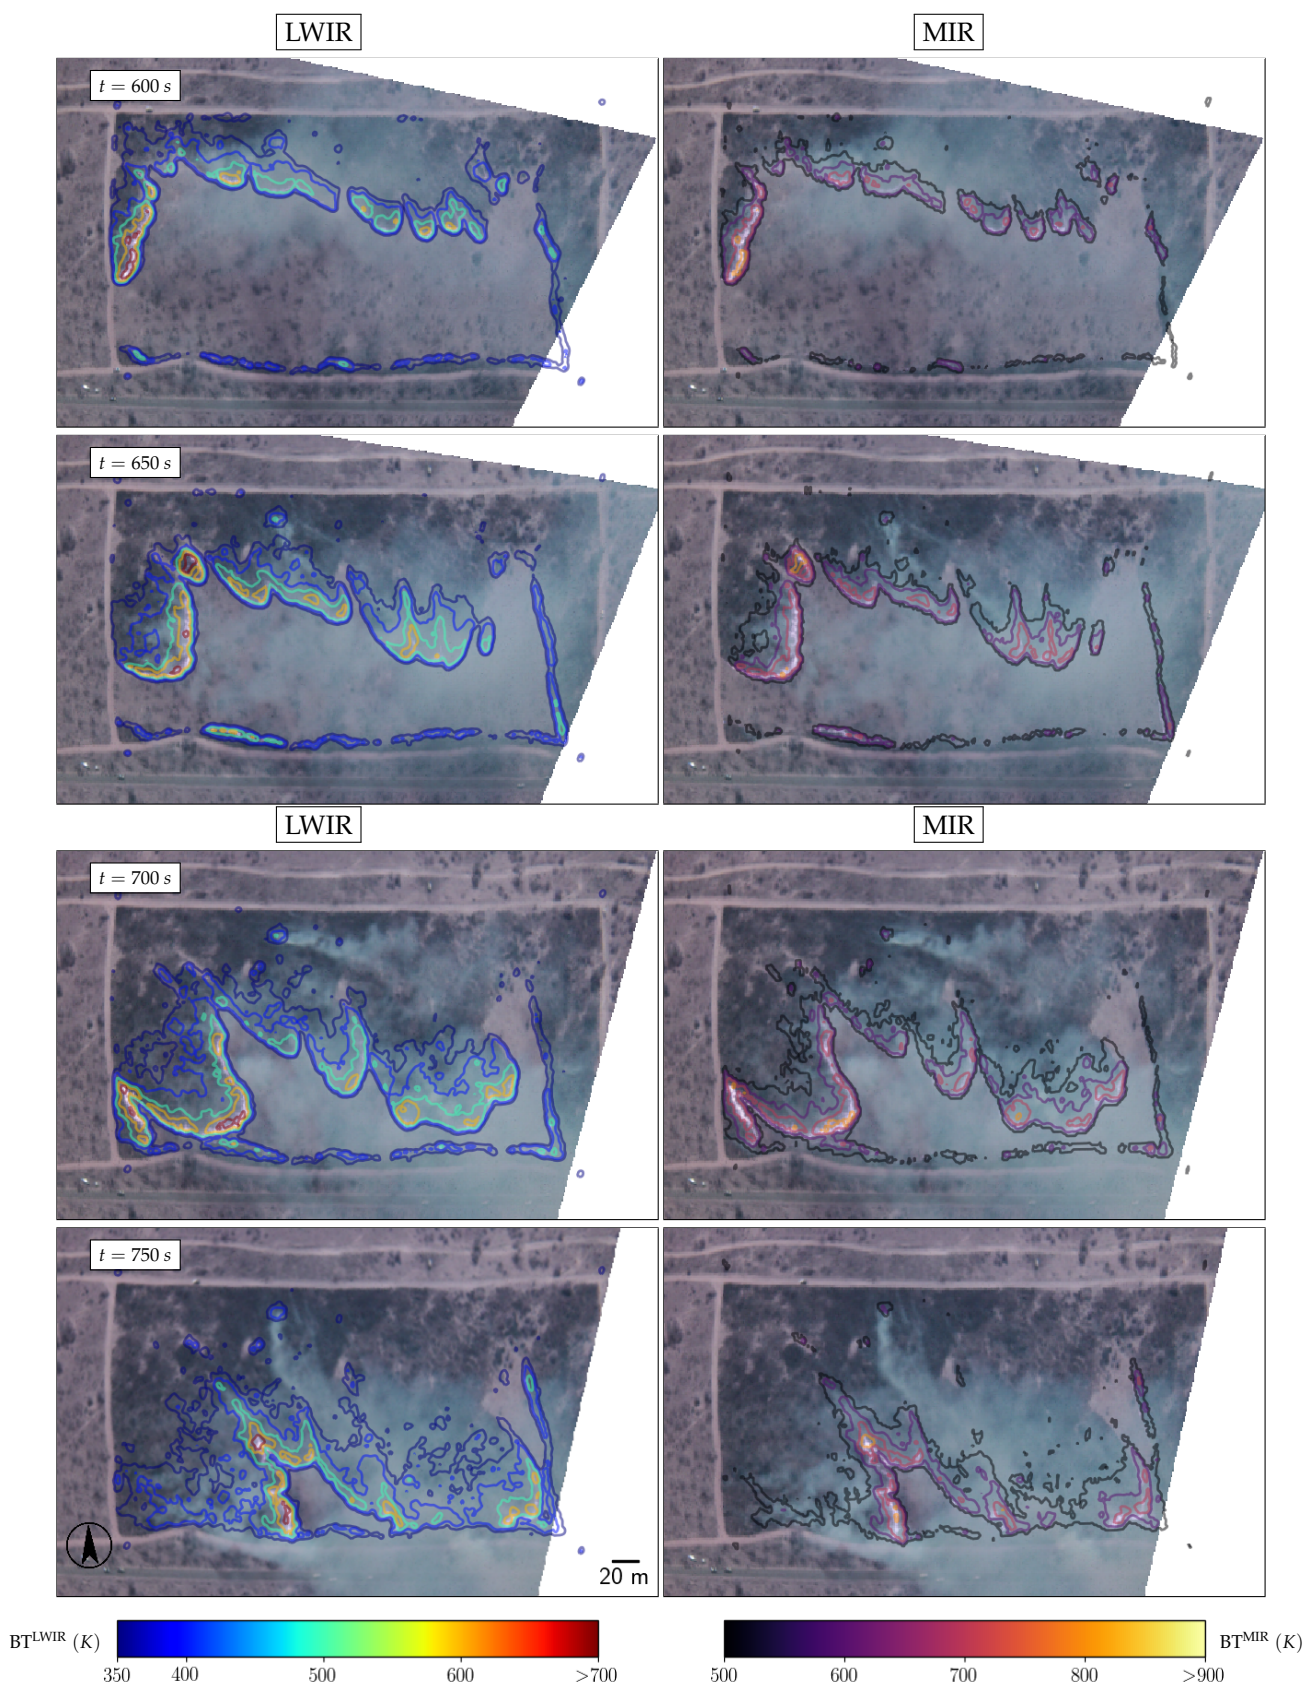 LWIR MIR
t = 600 s
t = 650 s
LWIR MIR
t = 700 s
t = 750 s
20 m
BT^LWIR (K) BT^MIR (K)
350 400 500 600 >700 500 600 700 800 >900